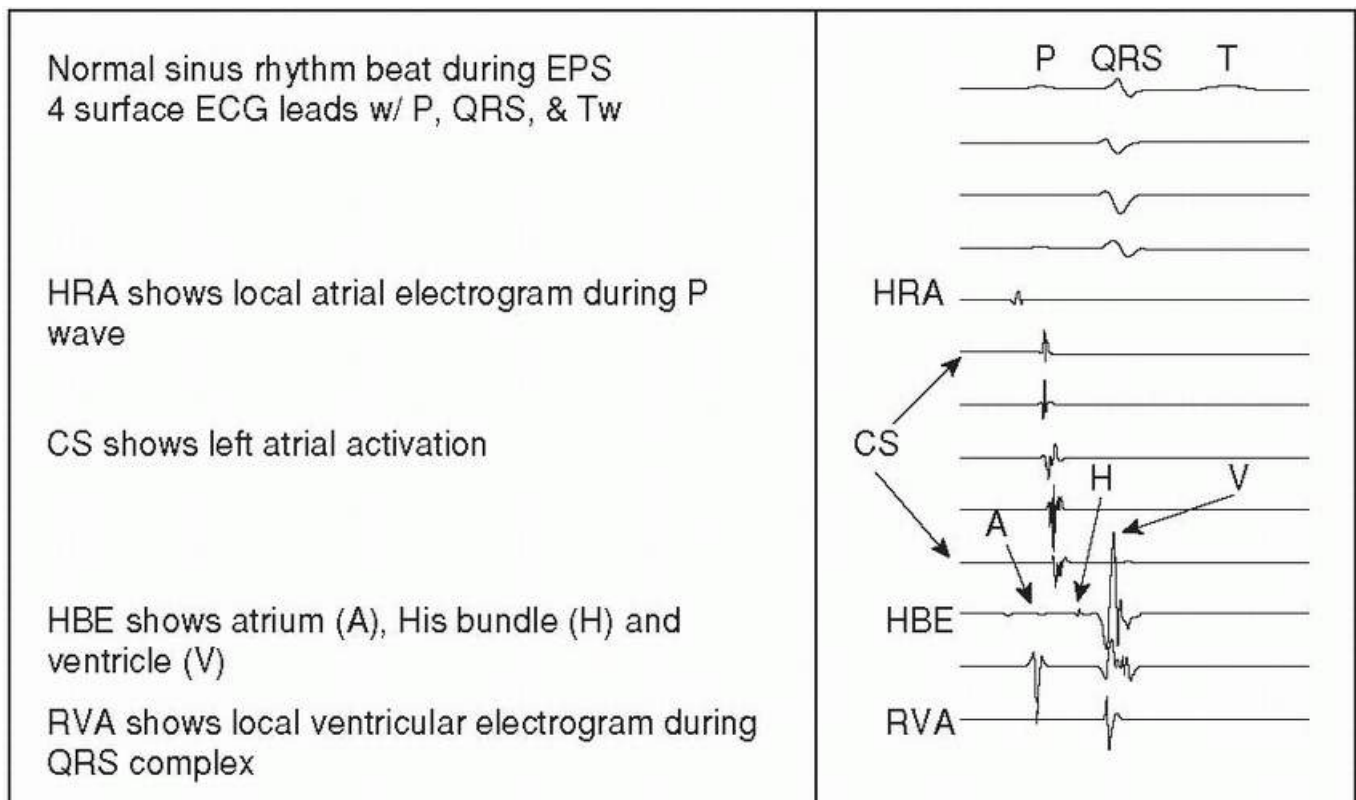 Normal sinus rhythm beat during EPS
4 surface ECG leads w/ P, QRS, & Tw
HRA shows local atrial electrogram during P
wave
CS shows left atrial activation
HBE shows atrium (A), His bundle (H) and
ventricle (V)
RVA shows local ventricular electrogram during
QRS complex
P QRS T
HRA
CS
H V
A
HBE
RVA